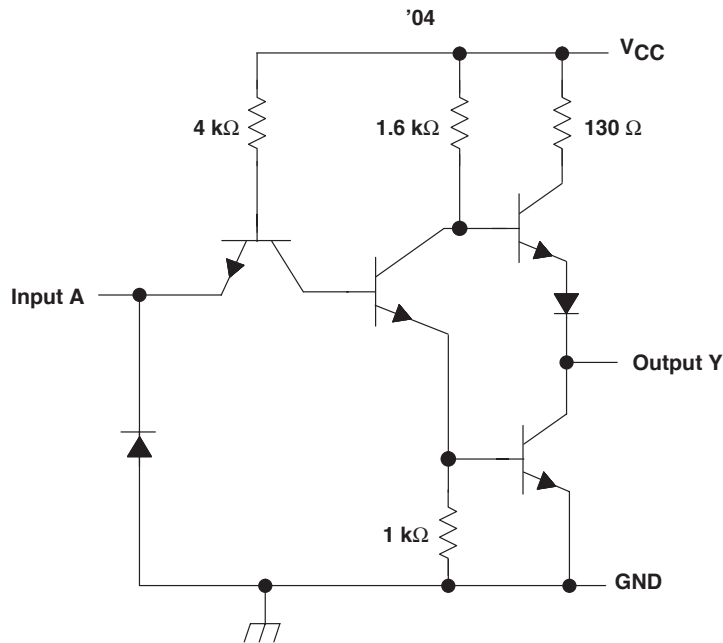 '04
VCC
4 kΩ
1.6 kΩ
130 Ω
Input A
Output Y
1 kΩ
GND